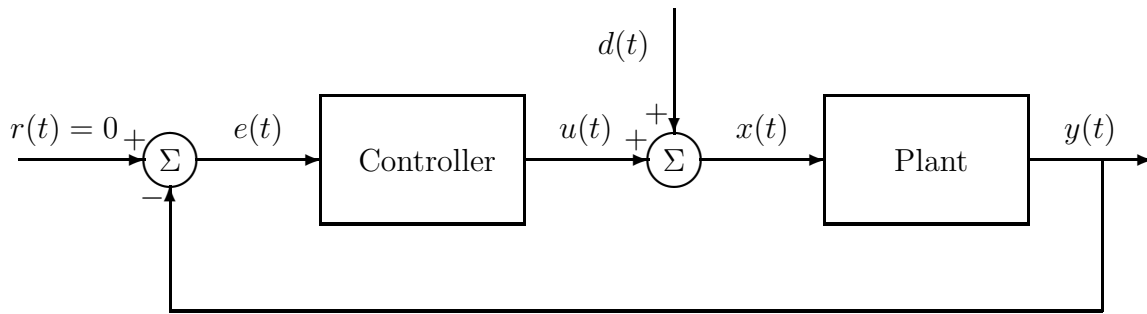 d(t)
r(t) = 0 + e(t) u(t) + + x(t) y(t)
Σ Controller Σ Plant
−